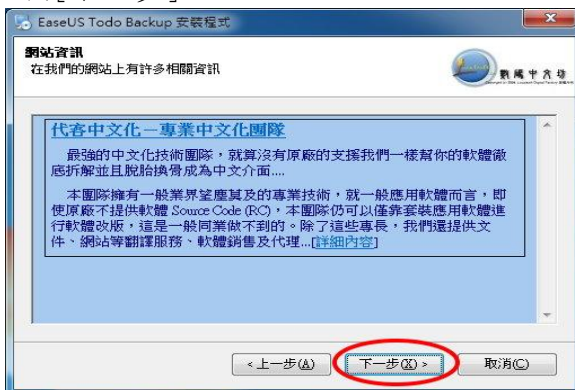 EaseUS Todo Backup 安裝程式
網站資訊
在我們的網站上有許多相關資訊
數碼中文坊
代客中文化－專業中文化團隊
最強的中文化技術團隊，就算沒有原廠的支援我們一樣幫你的軟體徹
底拆解並且脫胎換骨成為中文介面....
本團隊擁有一般業界望塵莫及的專業技術，就一般應用軟體而言，即
使原廠不提供軟體 Source Code (RC)，本團隊仍可以僅靠套裝應用軟體進
行軟體改版，這是一般同業做不到的。除了這些專長，我們還提供文
件、網站等翻譯服務、軟體銷售及代理...[詳細內容]
<上一步(A)
下一步(X) >
取消(C)